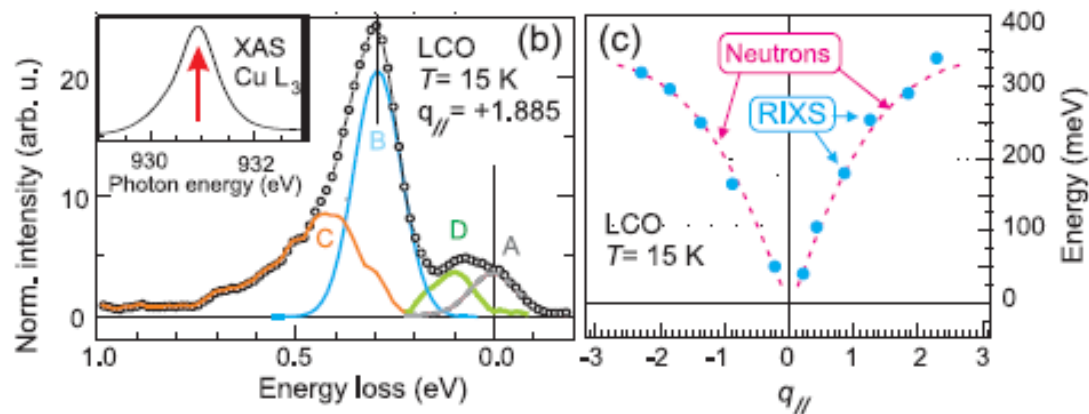 (b)
XAS
Cu L3
930
932
Photon energy (eV)
LCO
T= 15 K
q//= +1.885
B
C
D
A
20
10
0
Norm. intensity (arb. u.)
1.0
0.5
0.0
Energy loss (eV)
(c)
Neutrons
RIXS
LCO
T= 15 K
400
300
200
100
0
Energy (meV)
-3
-2
-1
0
1
2
3
q//